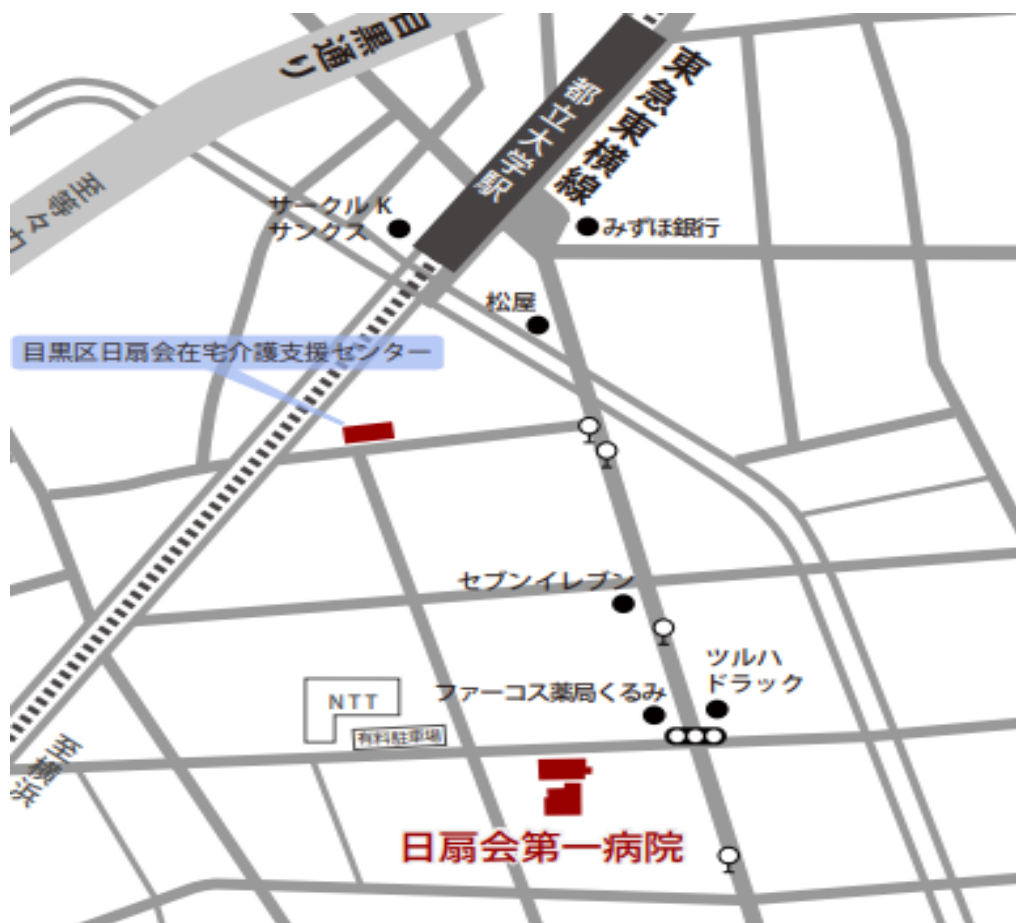 目黒通り
至等々力
東急東横線
都立大学駅
サークルK
サンクス
みずほ銀行
松屋
目黒区日扇会在宅介護支援センター
セブンイレブン
ツルハ
ドラック
ファーコス薬局くるみ
NTT
有料駐車場
至横浜
日扇会第一病院